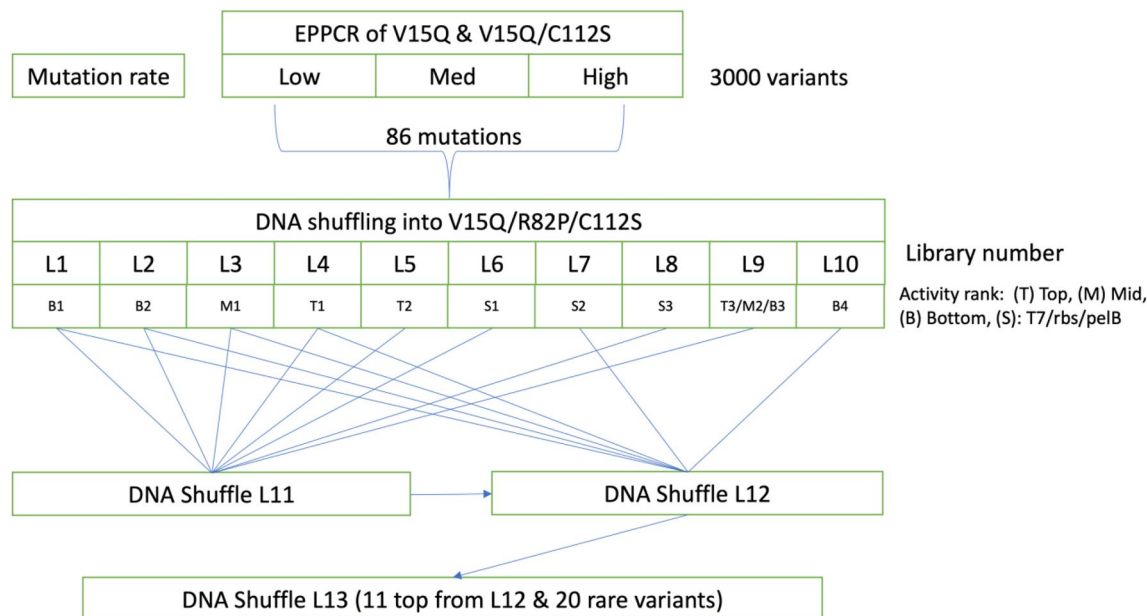 EPPCR of V15Q & V15Q/C112S
Mutation rate
Low Med High
3000 variants
86 mutations
DNA shuffling into V15Q/R82P/C112S
L1 L2 L3 L4 L5 L6 L7 L8 L9 L10
Library number
B1 B2 M1 T1 T2 S1 S2 S3 T3/M2/B3 B4
Activity rank: (T) Top, (M) Mid,
(B) Bottom, (S): T7/rbs/pelB
DNA Shuffle L11
DNA Shuffle L12
DNA Shuffle L13 (11 top from L12 & 20 rare variants)